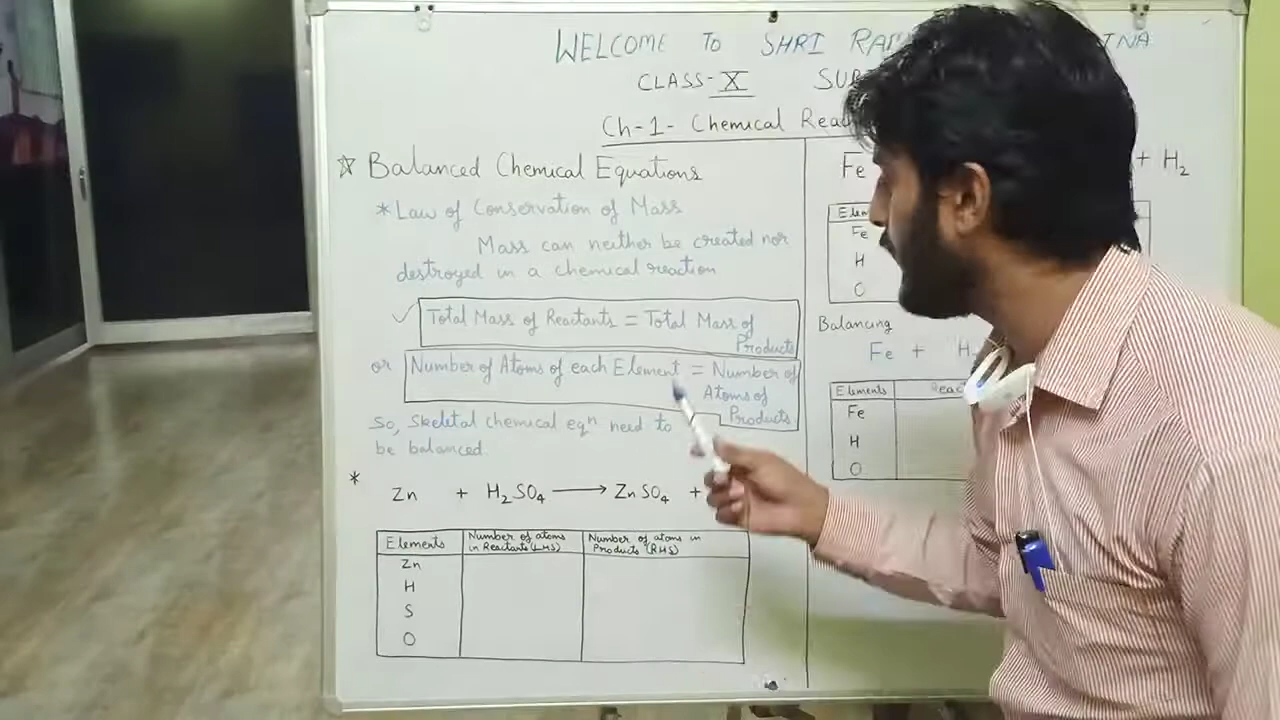 WELCOME TO SHRI
CLASS-X
Ch-1- Chemical
☆ Balanced Chemical Equations
* Law of Conservation of Mass
Mass can neither be created nor
destroyed in a chemical reaction
✓ Total Mass of Reactants = Total Mass of
Products
or Number of Atoms of each Element = Number of
Atoms of
Products
So, Skeletal chemical eqn need to
be balanced.
*
Zn + H2SO4 ⟶ ZnSO4 +
Elements Number of atoms in Reactants (LHS) Number of atoms in Products (RHS)
Zn
H
S
O
Fe + H2
Fe
H
O
Balancing
Fe + H
Elements
Fe
H
O